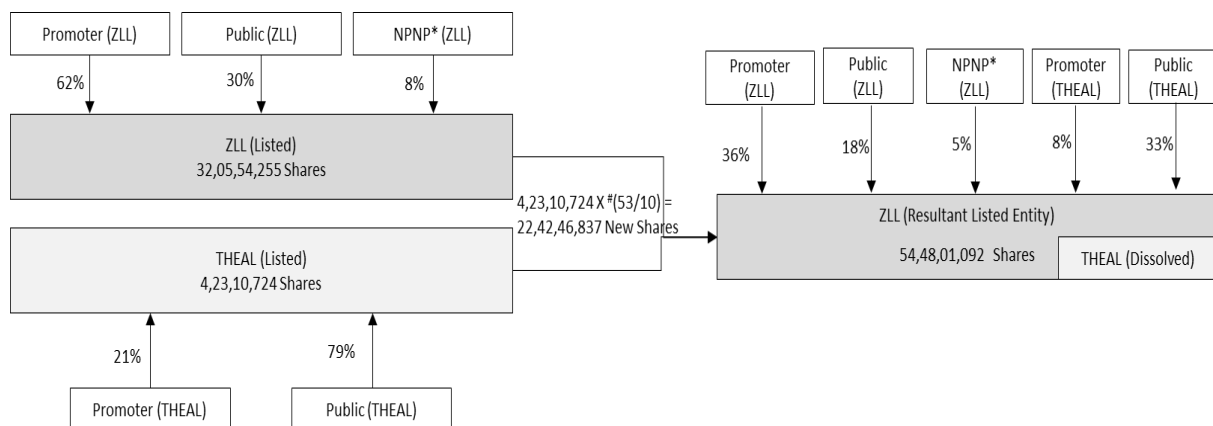 Promoter (ZLL)
Public (ZLL)
NPNP* (ZLL)
62%
30%
8%
ZLL (Listed)
32,05,54,255 Shares
4,23,10,724 X #(53/10) =
22,42,46,837 New Shares
THEAL (Listed)
4,23,10,724 Shares
21%
79%
Promoter (THEAL)
Public (THEAL)
Promoter
(ZLL)
Public
(ZLL)
NPNP*
(ZLL)
Promoter
(THEAL)
Public
(THEAL)
36%
18%
5%
8%
33%
ZLL (Resultant Listed Entity)
54,48,01,092 Shares
THEAL (Dissolved)